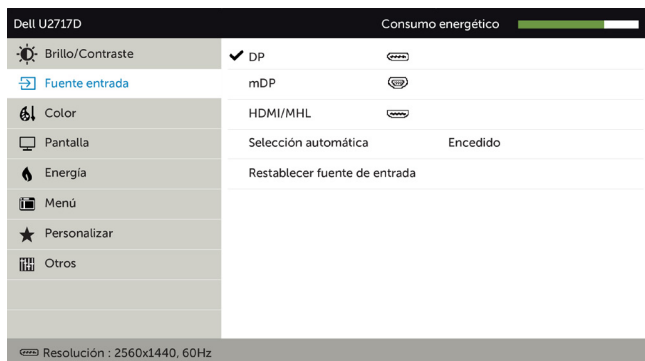 Dell U2717D Consumo energético
Brillo/Contraste
Fuente entrada
Color
Pantalla
Energía
Menú
Personalizar
Otros
DP
mDP
HDMI/MHL
Selección automática Encedido
Restablecer fuente de entrada
Resolución : 2560x1440, 60Hz